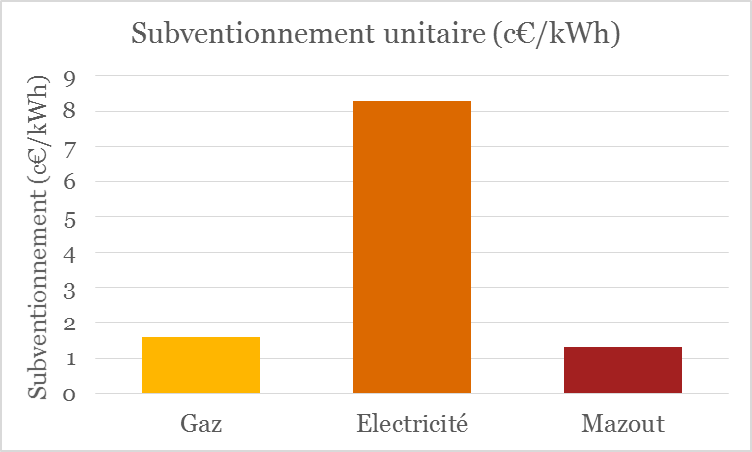 Subventionnement unitaire (c€/kWh)
Subventionnement (c€/kWh)
9
8
7
6
5
4
3
2
1
0
Gaz
Electricité
Mazout